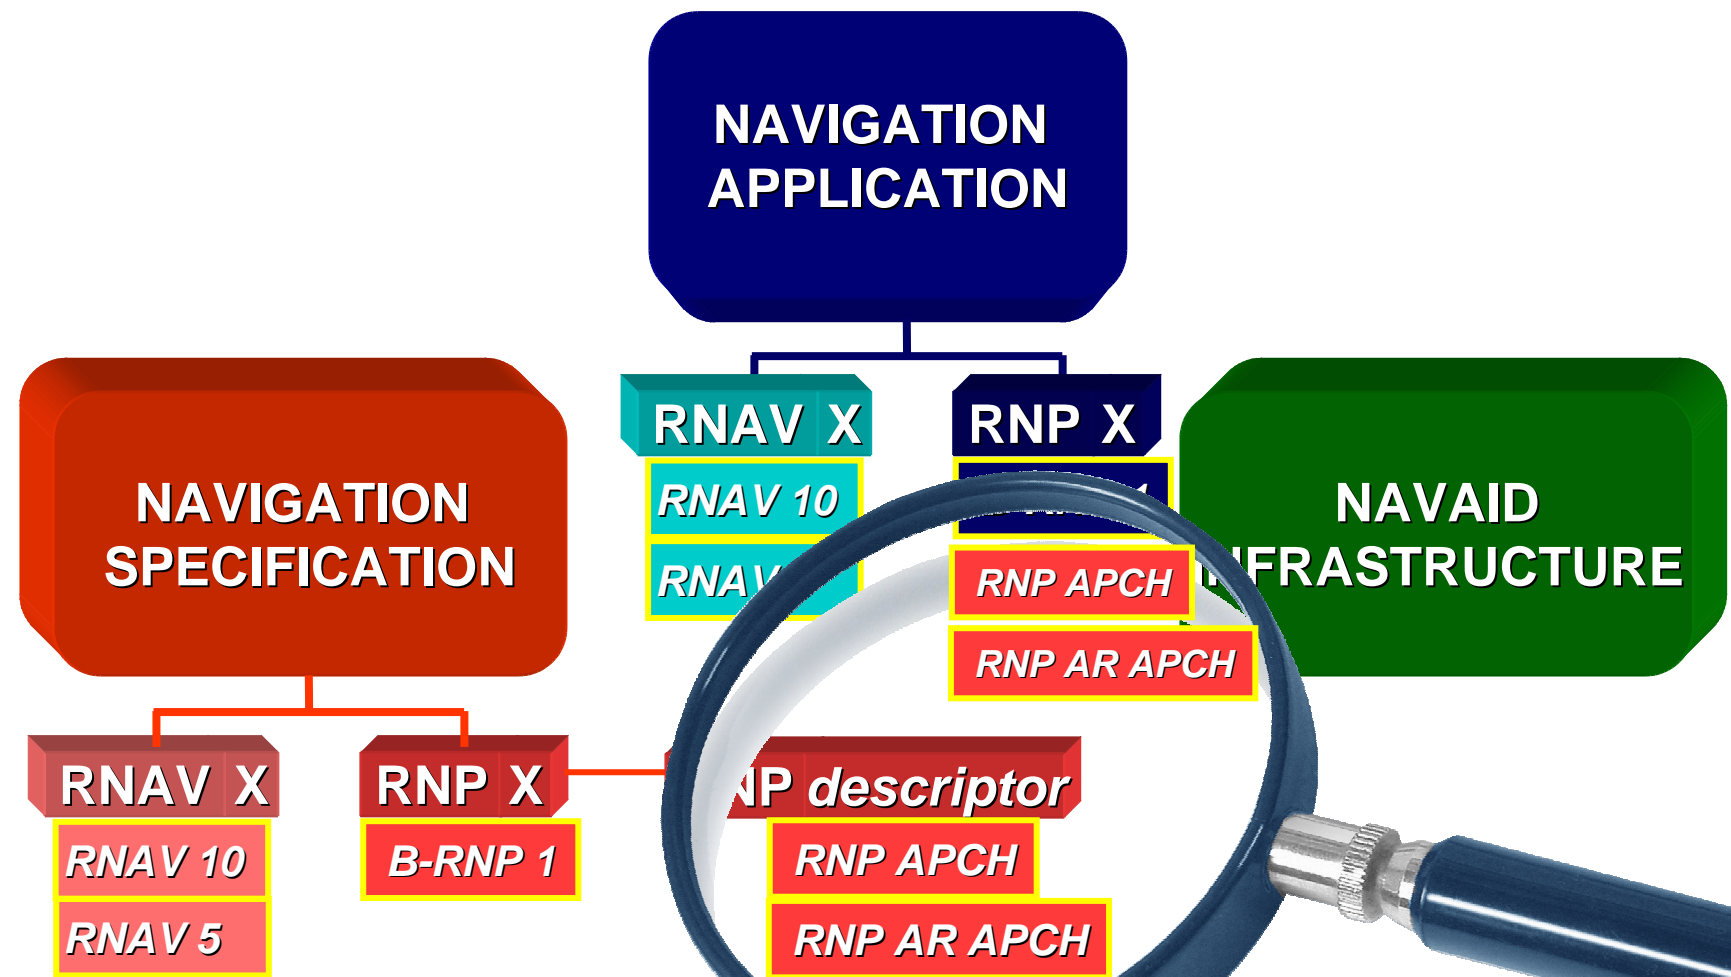 NAVIGATION
APPLICATION
RNAV X
RNP X
RNAV 10
RNAV
RNP APCH
RNP AR APCH
NAVAID
INFRASTRUCTURE
NAVIGATION
SPECIFICATION
RNAV X
RNAV 10
RNAV 5
RNP X
B-RNP 1
descriptor
RNP APCH
RNP AR APCH